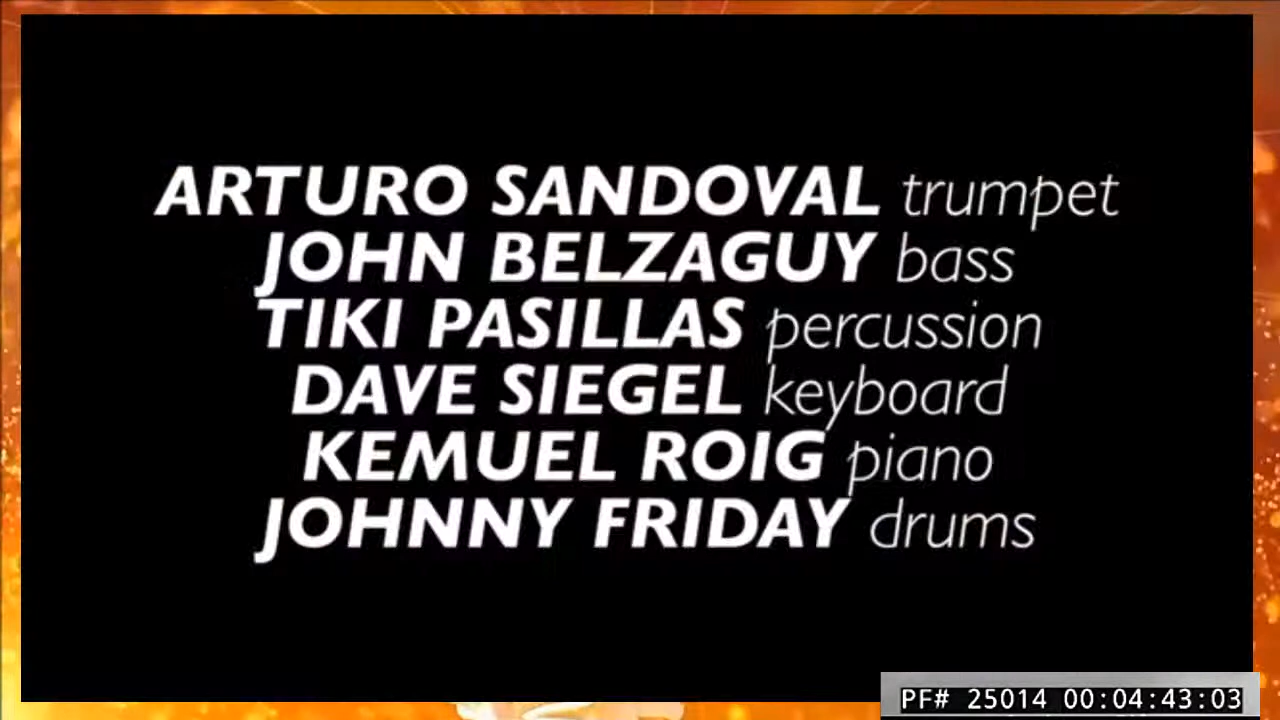 ARTURO SANDOVAL trumpet
JOHN BELZAGUY bass
TIKI PASILLAS percussion
DAVE SIEGEL keyboard
KEMUEL ROIG piano
JOHNNY FRIDAY drums
PF# 25014 00:04:43:03